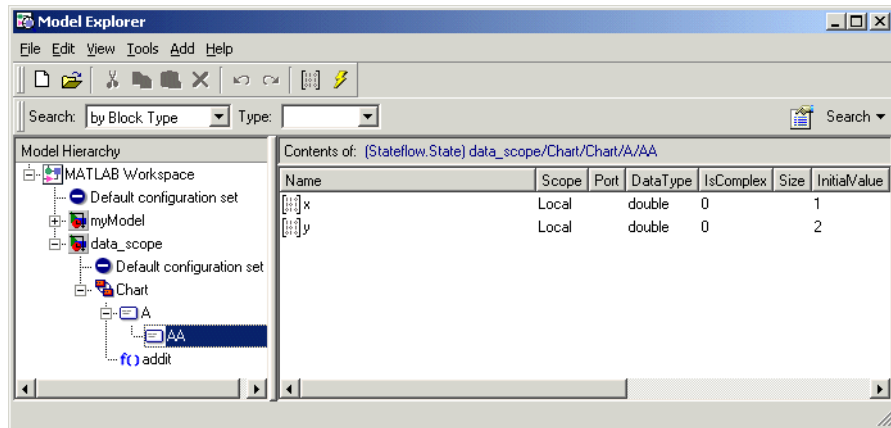 Model Explorer
File Edit View Tools Add Help
Search: by Block Type Type: Search
Model Hierarchy
Contents of: (Stateflow.State) data_scope/Chart/Chart/A/AA
MATLAB Workspace
Default configuration set
myModel
data_scope
Default configuration set
Chart
A
AA
f() addit
Name Scope Port DataType IsComplex Size InitialValue
x Local double 0 1
y Local double 0 2